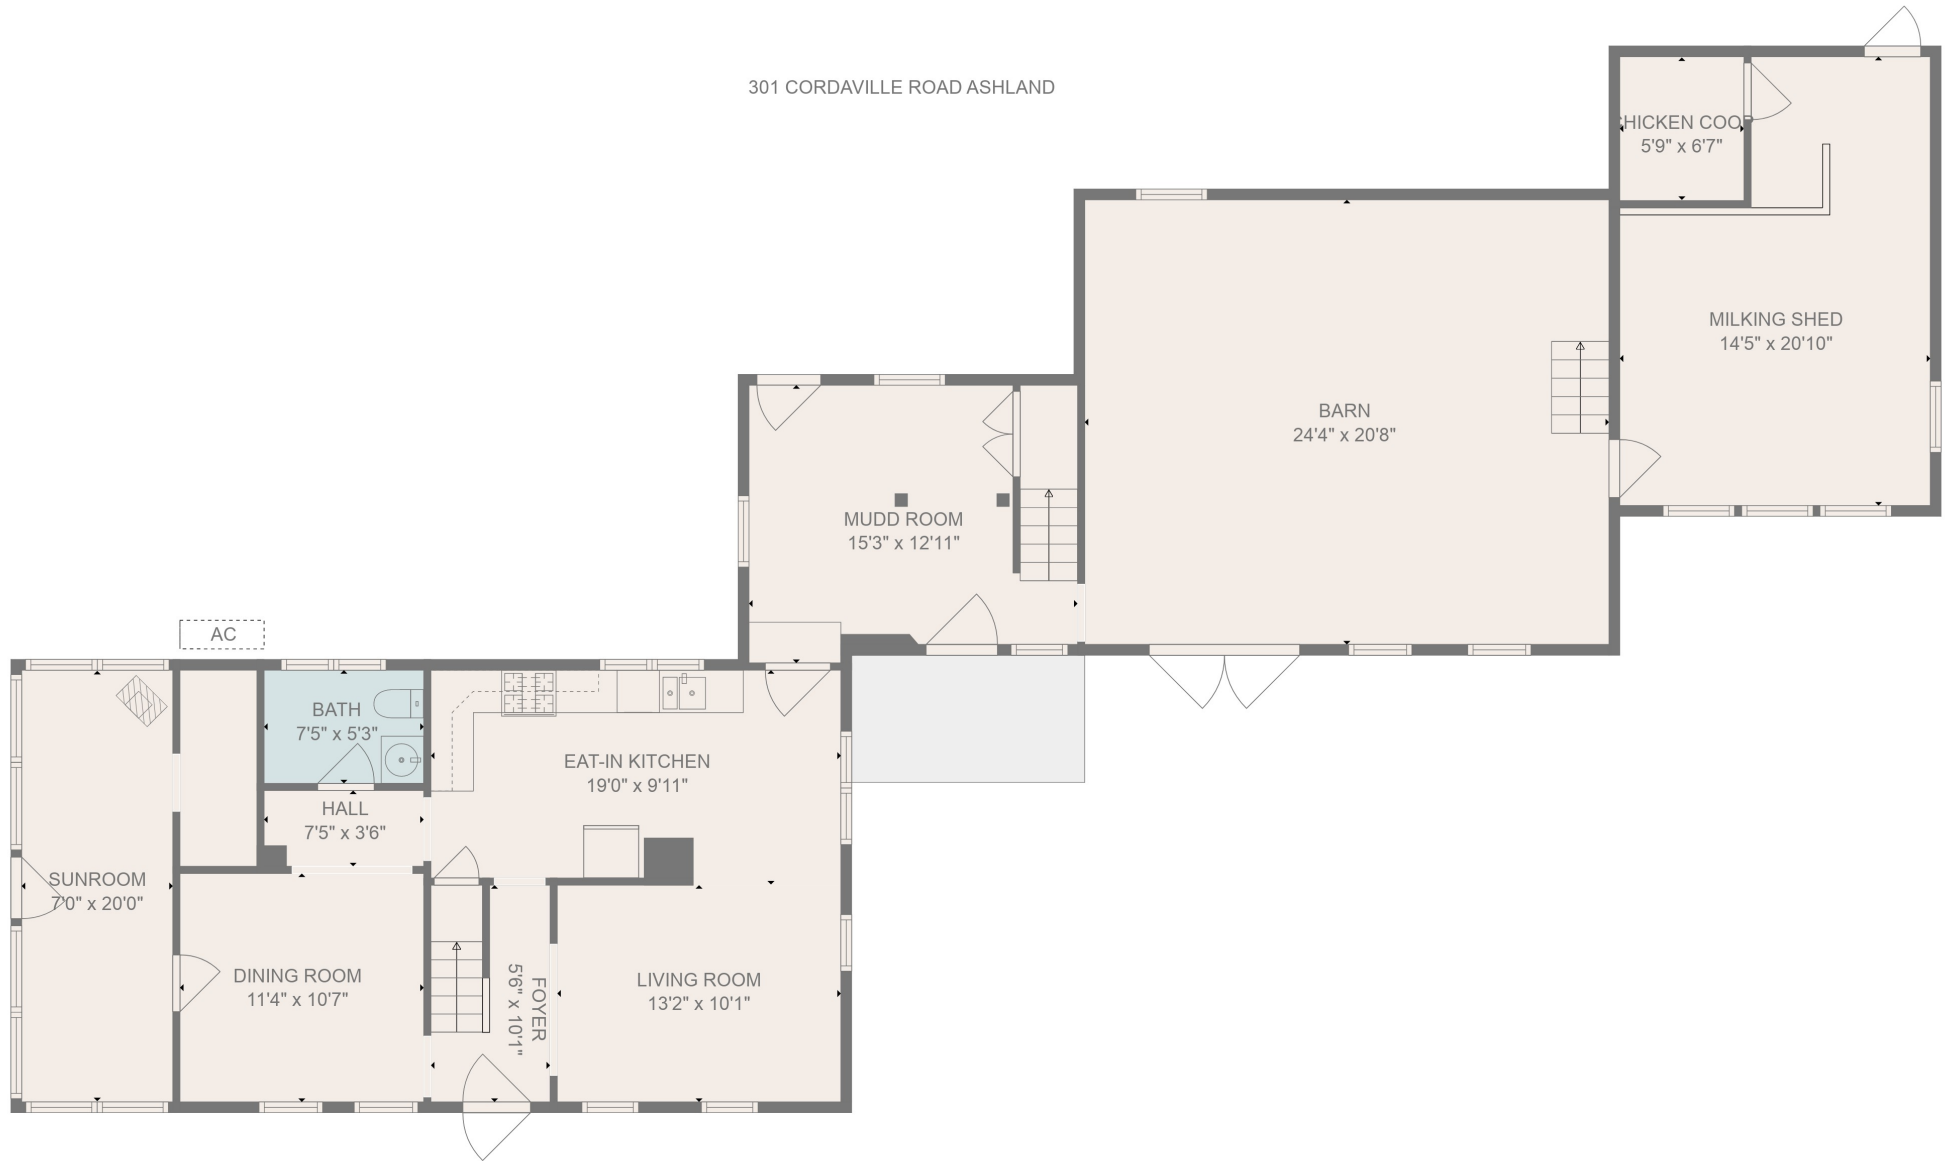 301 CORDAVILLE ROAD ASHLAND
CHICKEN COOP
5'9" x 6'7"
MILKING SHED
14'5" x 20'10"
BARN
24'4" x 20'8"
MUDD ROOM
15'3" x 12'11"
AC
BATH
7'5" x 5'3"
EAT-IN KITCHEN
19'0" x 9'11"
HALL
7'5" x 3'6"
SUNROOM
7'0" x 20'0"
DINING ROOM
11'4" x 10'7"
FOYER
5'6" x 10'1"
LIVING ROOM
13'2" x 10'1"